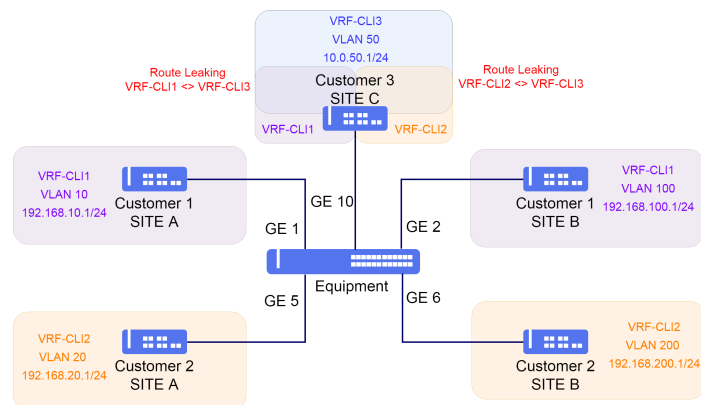 VRF-CLI3
VLAN 50
10.0.50.1/24
Route Leaking
VRF-CLI1 <> VRF-CLI3
Customer 3
SITE C
Route Leaking
VRF-CLI2 <> VRF-CLI3
VRF-CLI1
VRF-CLI2
VRF-CLI1
VLAN 10
192.168.10.1/24
Customer 1
SITE A
GE 10
GE 1
GE 2
Customer 1
SITE B
VRF-CLI1
VLAN 100
192.168.100.1/24
Equipment
GE 5
GE 6
VRF-CLI2
VLAN 20
192.168.20.1/24
Customer 2
SITE A
Customer 2
SITE B
VRF-CLI2
VLAN 200
192.168.200.1/24